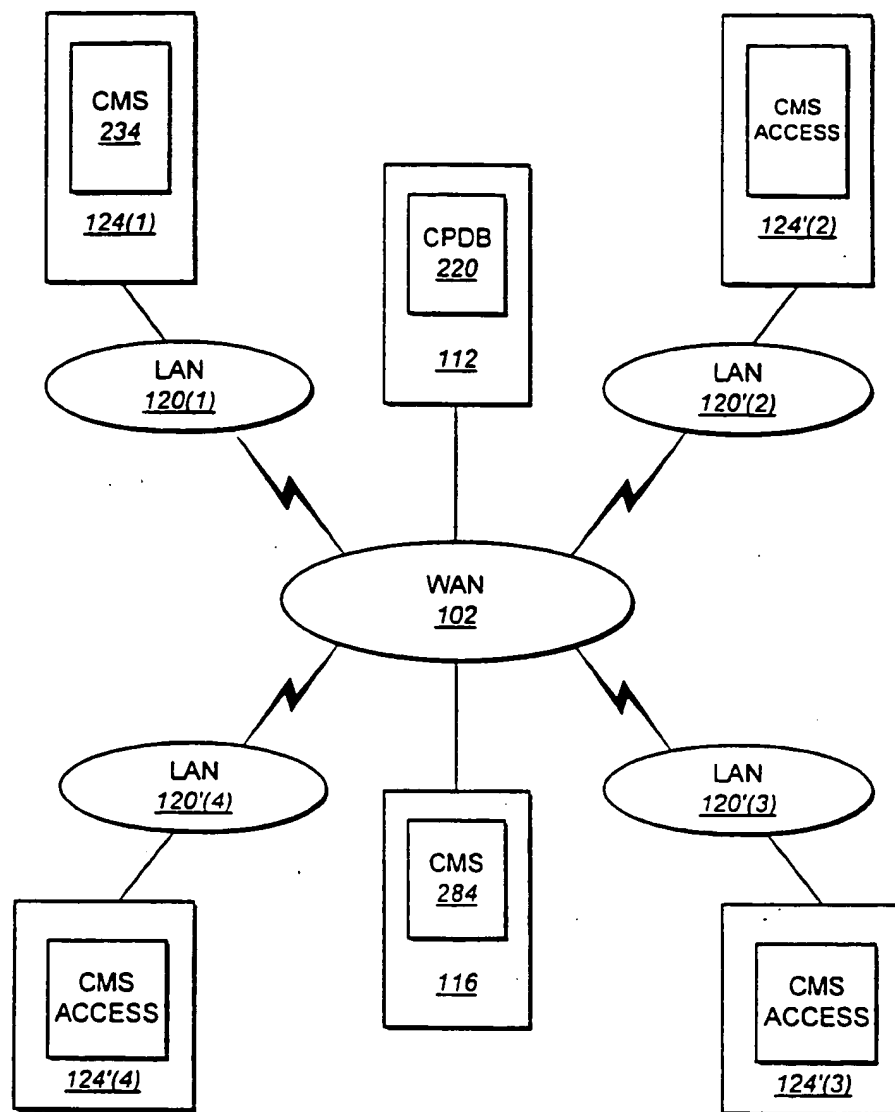 CMS
234
124(1)
CMS
ACCESS
124'(2)
CPDB
220
112
LAN
120(1)
LAN
120'(2)
WAN
102
LAN
120'(4)
LAN
120'(3)
CMS
284
116
CMS
ACCESS
124'(4)
CMS
ACCESS
124'(3)